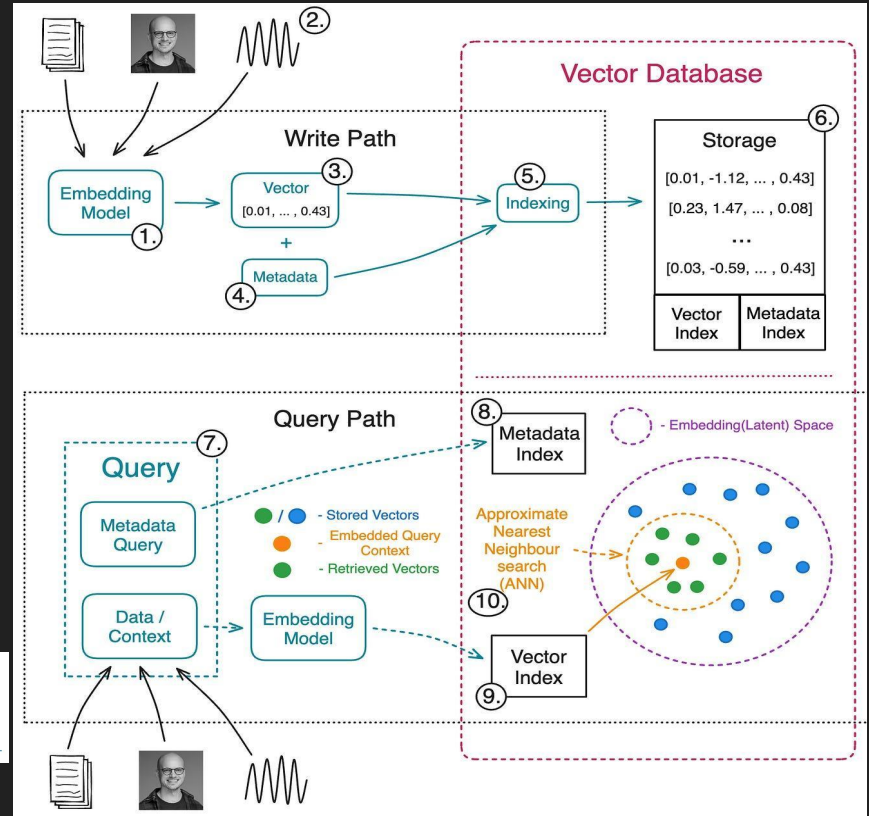 2.
Vector Database
Write Path
6.
Storage
[0.01, -1.12, ... , 0.43]
[0.23, 1.47, ... , 0.08]
...
[0.03, -0.59, ... , 0.43]
Vector
Index
Metadata
Index
Embedding
Model
1.
3.
Vector
[0.01, ... , 0.43]
+
Metadata
4.
5.
Indexing
Query Path
7.
Query
Metadata
Query
Data /
Context
/ - Stored Vectors
- Embedded Query
Context
- Retrieved Vectors
Embedding
Model
8.
Metadata
Index
- Embedding(Latent) Space
Approximate
Nearest
Neighbour
search
(ANN)
10.
Vector
Index
9.